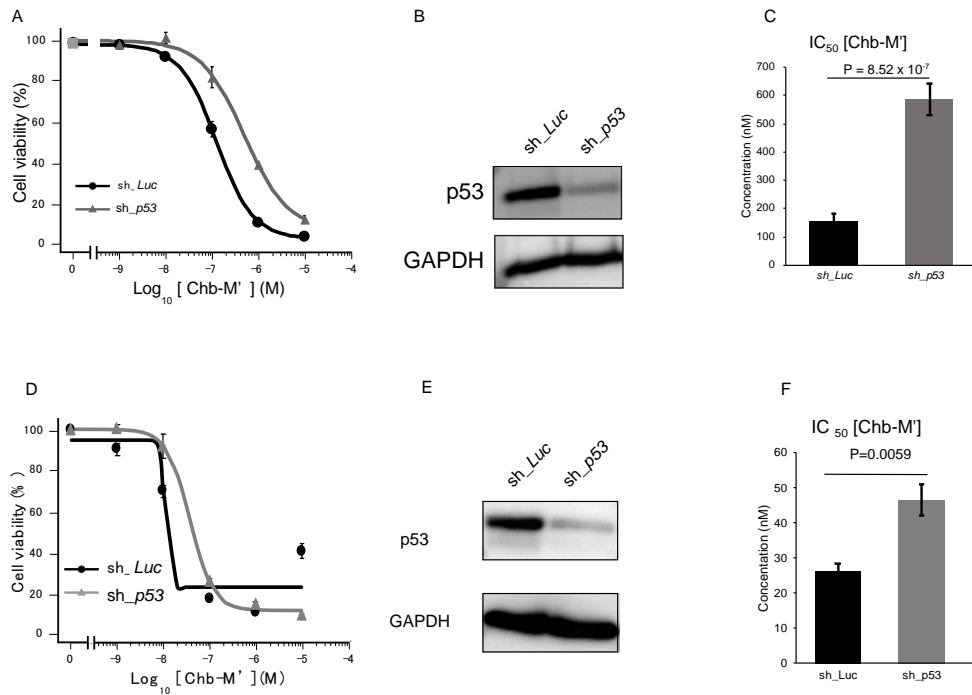 A
Cell viability (%)
100
80
60
40
20
0
sh_Luc
sh_p53
0 −9 −8 −7 −6 −5 −4
Log10 [ Chb-M' ] (M)
B
sh_Luc sh_p53
p53
GAPDH
C
IC50 [Chb-M']
P = 8.52 x 10-7
Concentration (nM)
700
600
500
400
300
200
100
0
sh_Luc sh_p53
D
Cell viability (% )
100
80
60
40
20
0
sh_ Luc
sh_p53
0 −9 −8 −7 −6 −5 −4
Log10 [Chb-M' ] (M)
E
sh_Luc sh_p53
p53
GAPDH
F
IC 50 [Chb-M']
P=0.0059
Concentation (nM)
60
50
40
30
20
10
0
sh_Luc sh_p53